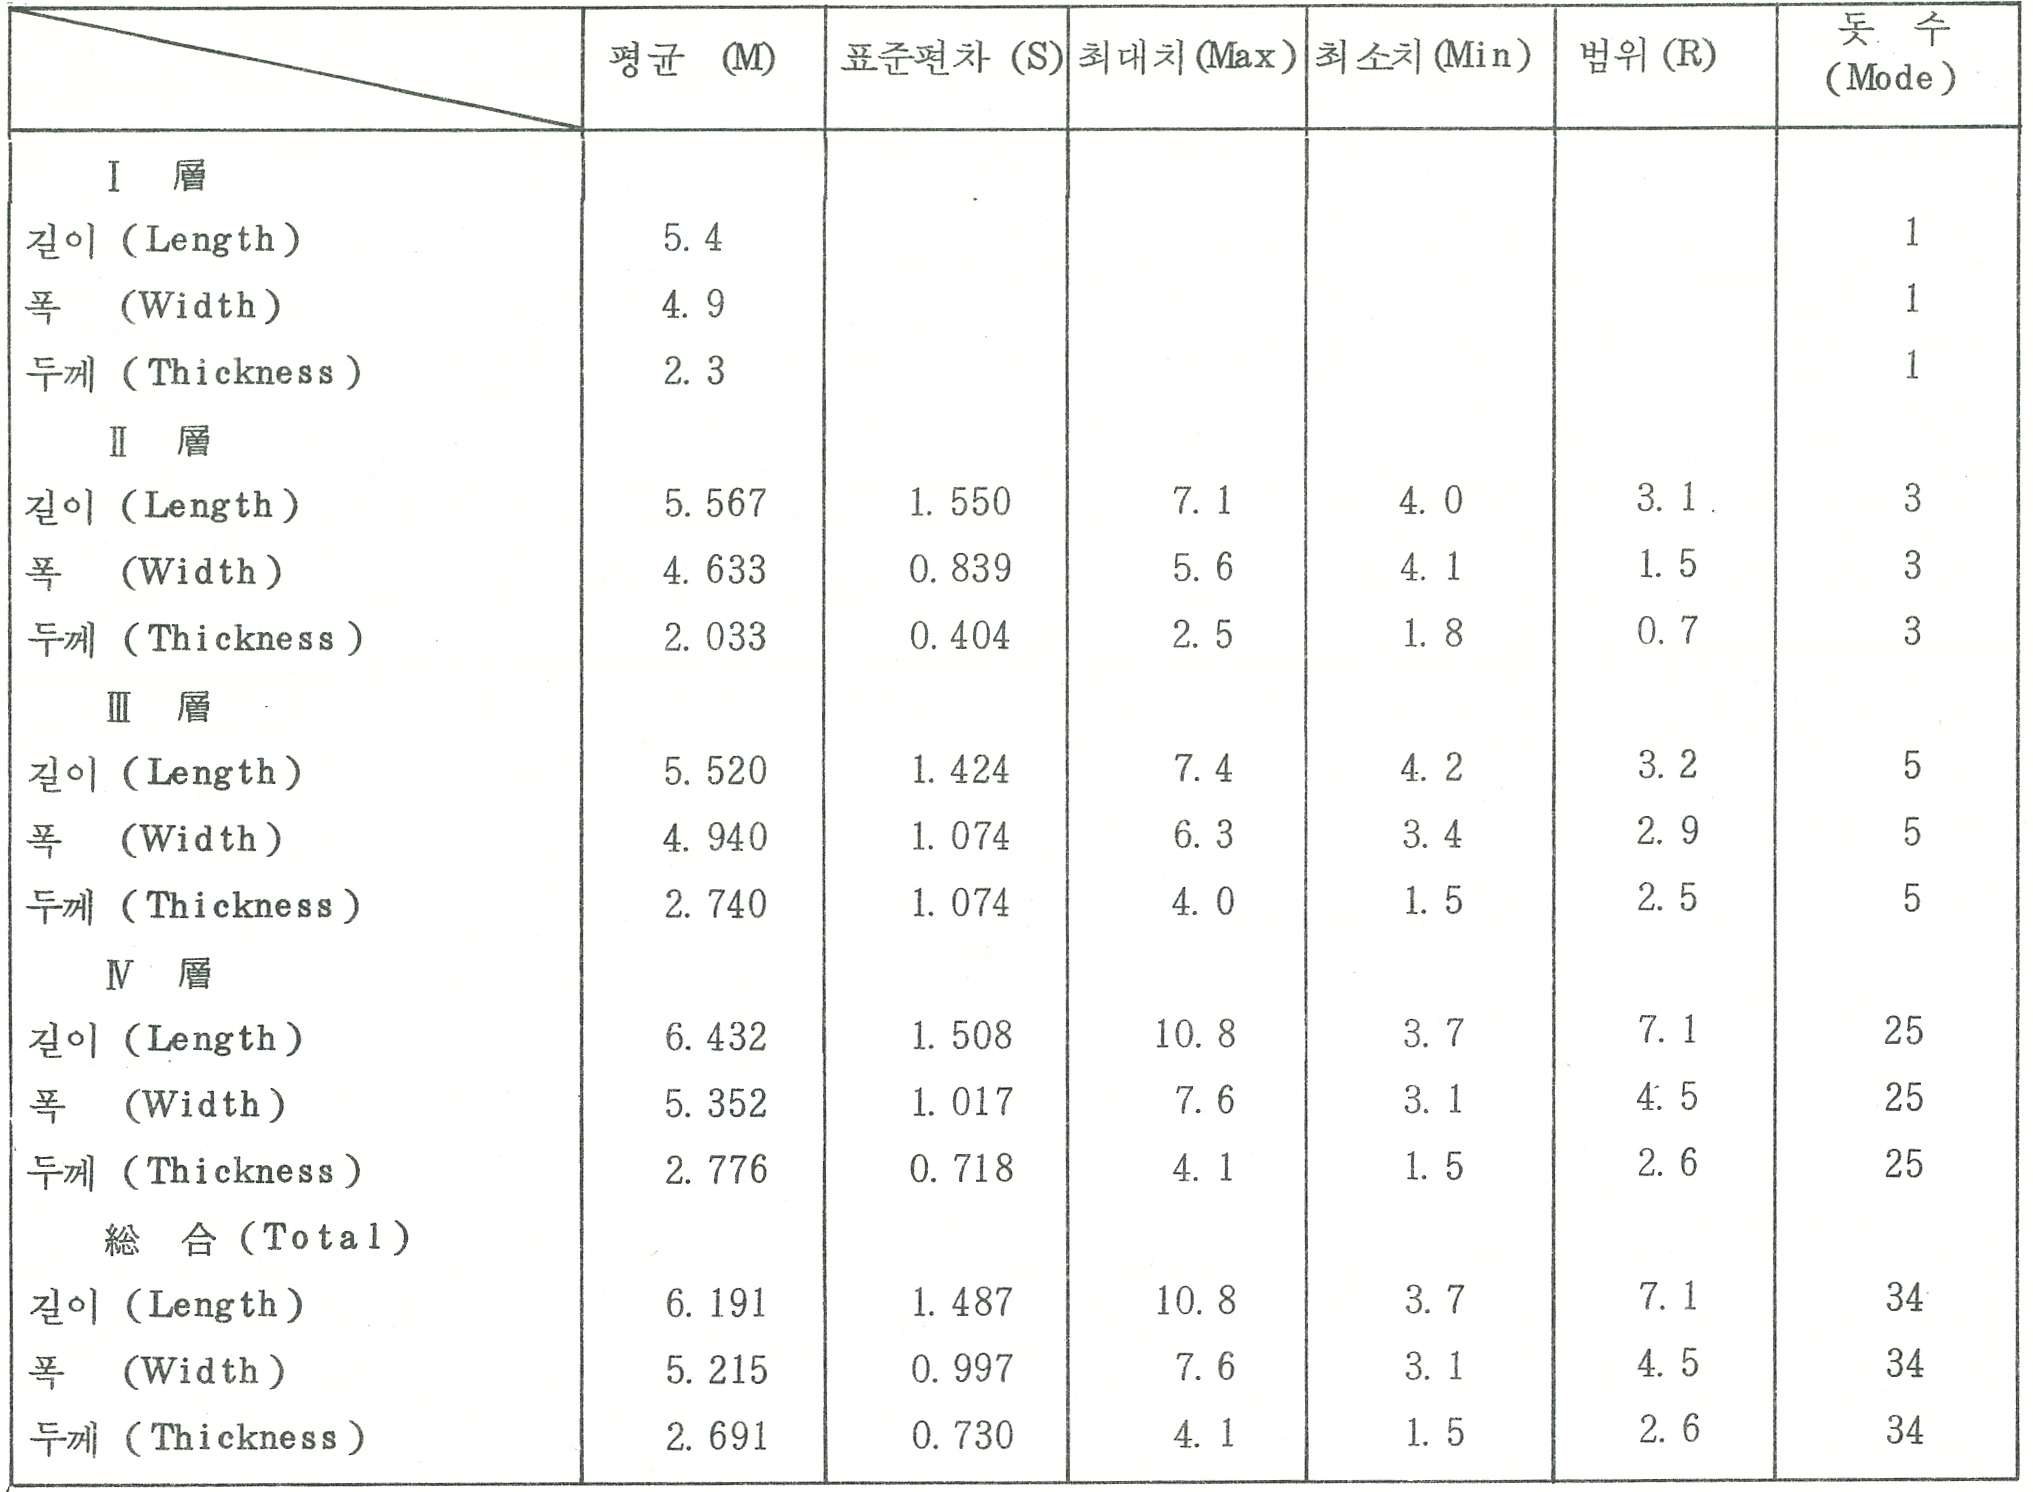 평균 (M) 표준편차 (S) 최대치 (Max) 최소치 (Min) 범위 (R) 돗 수 (Mode)
Ⅰ 層
길이 (Length) 5.4 1
폭 (Width) 4.9 1
두께 (Thickness) 2.3 1
Ⅱ 層
길이 (Length) 5.567 1.550 7.1 4.0 3.1 3
폭 (Width) 4.633 0.839 5.6 4.1 1.5 3
두께 (Thickness) 2.033 0.404 2.5 1.8 0.7 3
Ⅲ 層
길이 (Length) 5.520 1.424 7.4 4.2 3.2 5
폭 (Width) 4.940 1.074 6.3 3.4 2.9 5
두께 (Thickness) 2.740 1.074 4.0 1.5 2.5 5
Ⅳ 層
길이 (Length) 6.432 1.508 10.8 3.7 7.1 25
폭 (Width) 5.352 1.017 7.6 3.1 4.5 25
두께 (Thickness) 2.776 0.718 4.1 1.5 2.6 25
総 合 (Total)
길이 (Length) 6.191 1.487 10.8 3.7 7.1 34
폭 (Width) 5.215 0.997 7.6 3.1 4.5 34
두께 (Thickness) 2.691 0.730 4.1 1.5 2.6 34